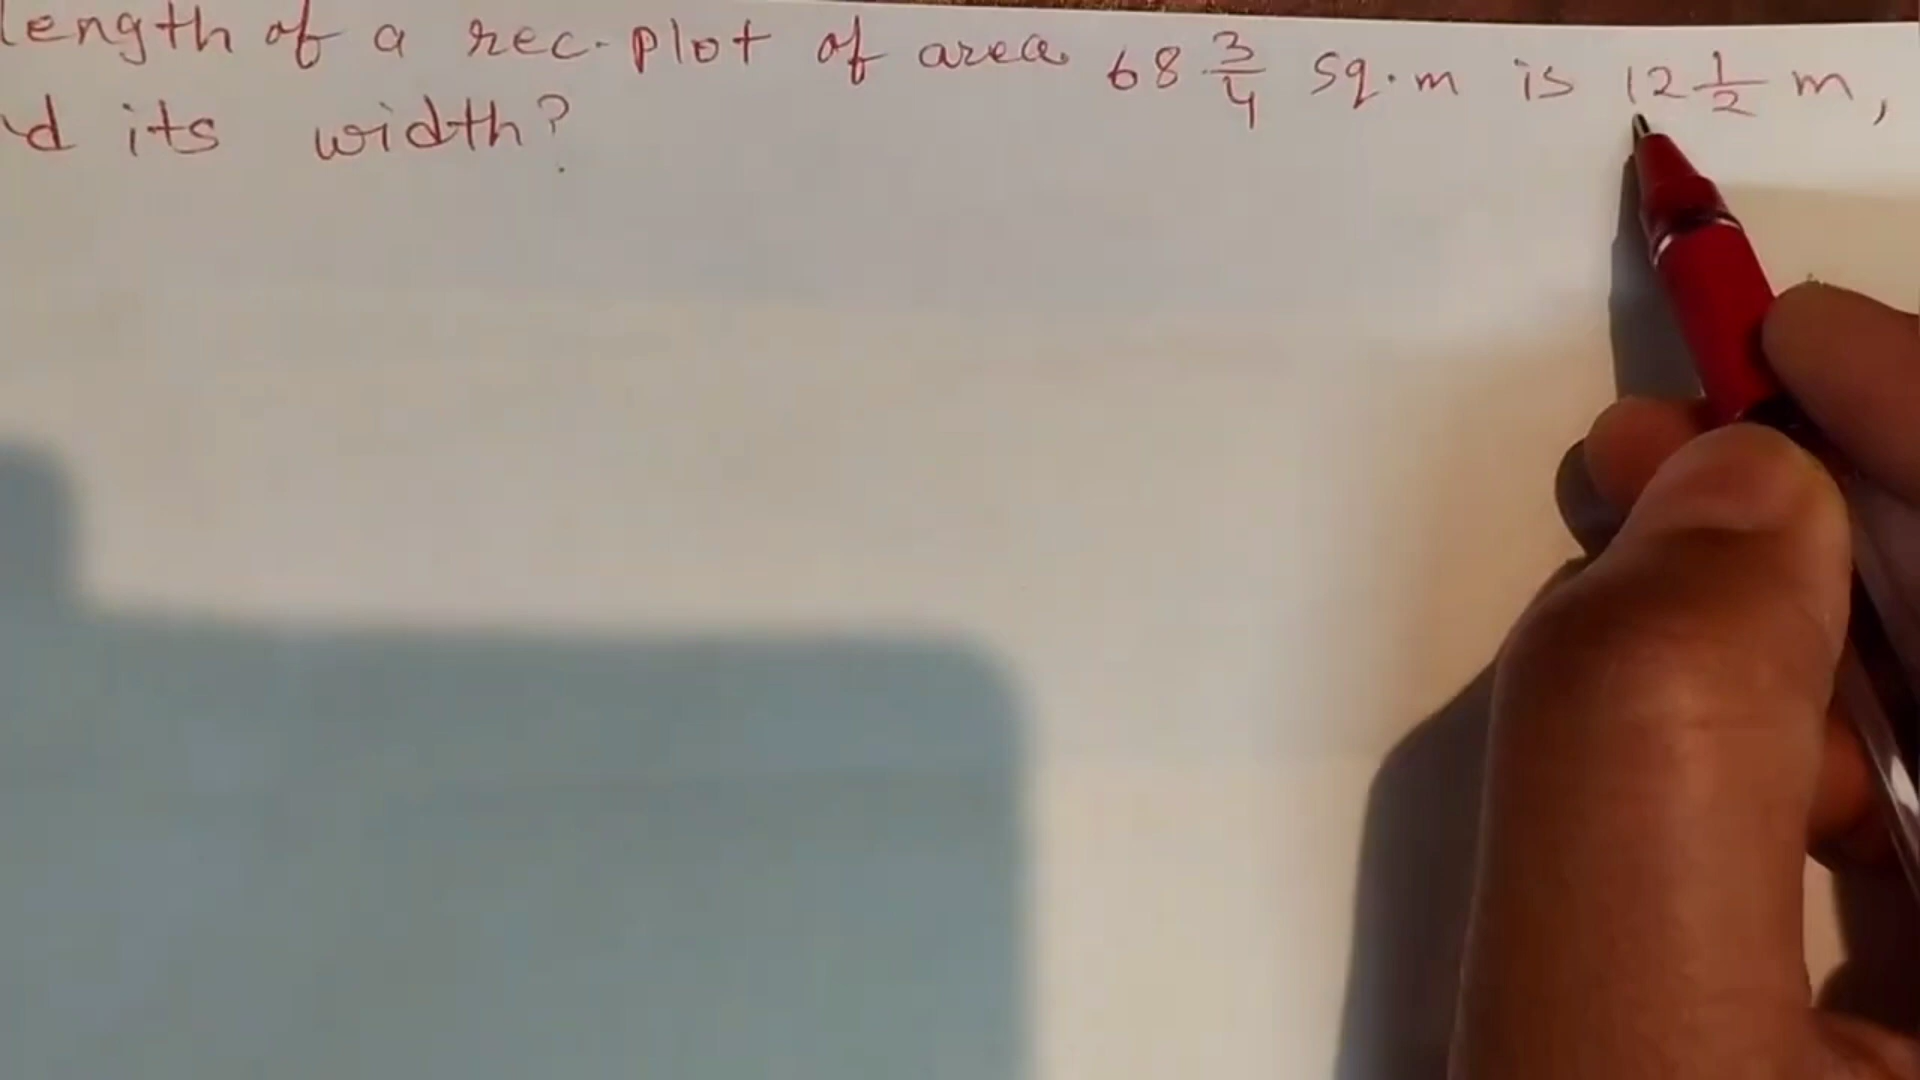 length of a rec. plot of area 68 3/4 sq.m is 12 1/2 m,
d its width?